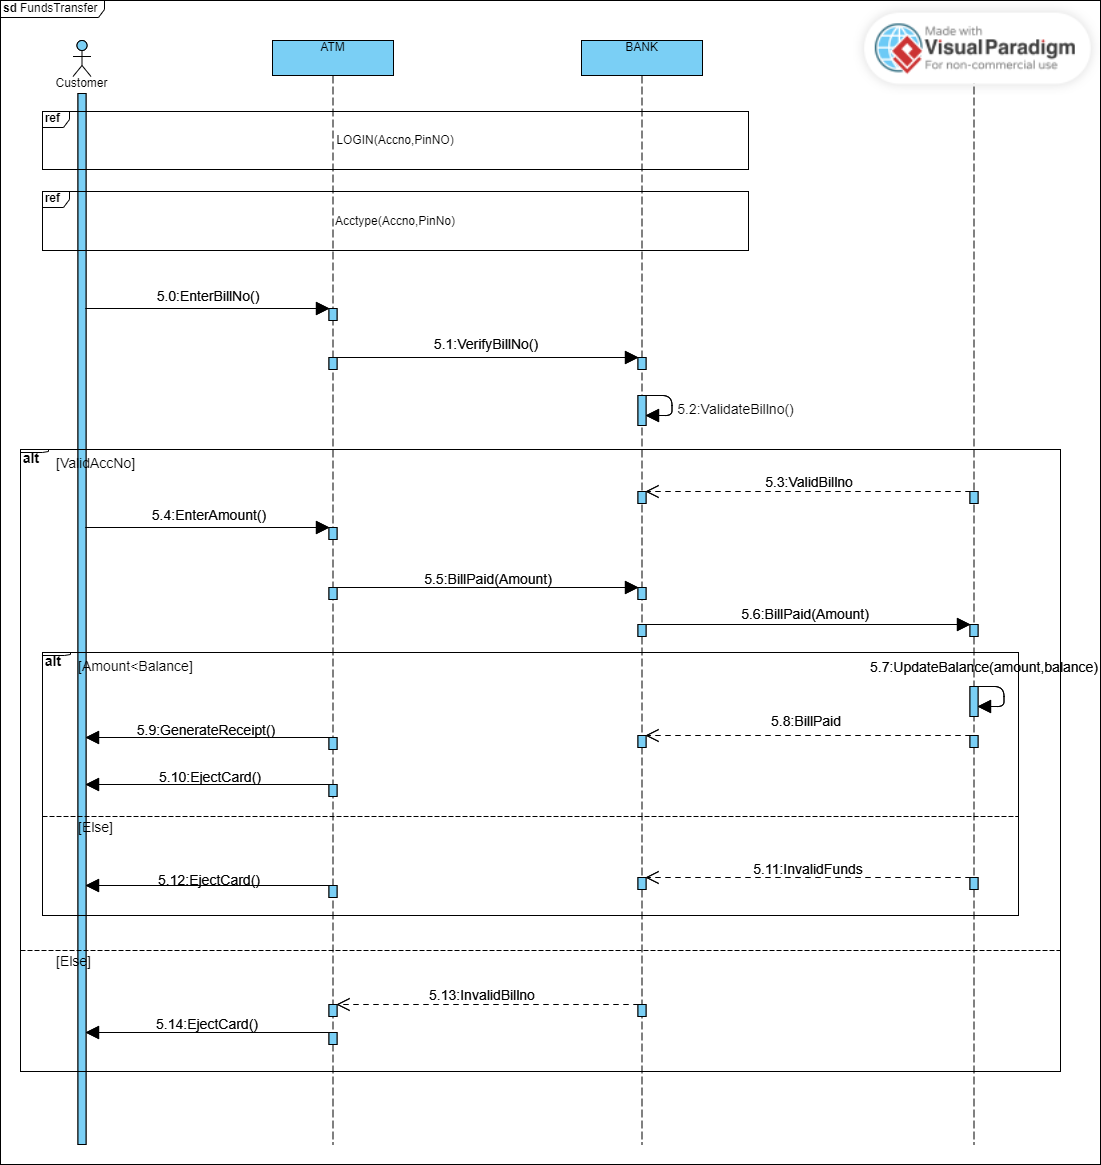 sd FundsTransfer
Made with
VisualParadigm
For non-commercial use
ATM
BANK
Customer
ref
LOGIN(Accno,PinNO)
ref
Acctype(Accno,PinNo)
5.0:EnterBillNo()
5.1:VerifyBillNo()
5.2:ValidateBillno()
alt
[ValidAccNo]
5.3:ValidBillno
5.4:EnterAmount()
5.5:BillPaid(Amount)
5.6:BillPaid(Amount)
alt
[Amount<Balance]
5.7:UpdateBalance(amount,balance)
5.8:BillPaid
5.9:GenerateReceipt()
5.10:EjectCard()
[Else]
5.11:InvalidFunds
5.12:EjectCard()
[Else]
5.13:InvalidBillno
5.14:EjectCard()